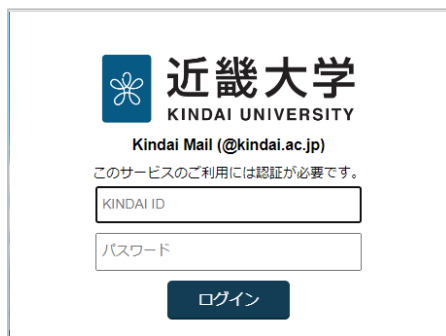 近畿大学
KINDAI UNIVERSITY
Kindai Mail (@kindai.ac.jp)
このサービスのご利用には認証が必要です。
KINDAI ID
パスワード
ログイン